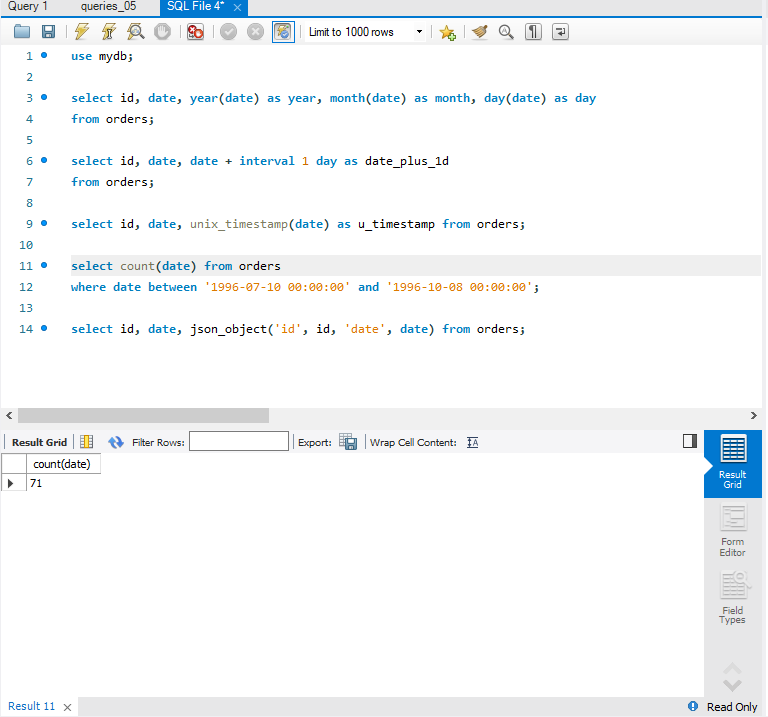 Query 1 queries_05 SQL File 4*
Limit to 1000 rows
1 use mydb;
2
3 select id, date, year(date) as year, month(date) as month, day(date) as day
4 from orders;
5
6 select id, date, date + interval 1 day as date_plus_1d
7 from orders;
8
9 select id, date, unix_timestamp(date) as u_timestamp from orders;
10
11 select count(date) from orders
12 where date between '1996-07-10 00:00:00' and '1996-10-08 00:00:00';
13
14 select id, date, json_object('id', id, 'date', date) from orders;
Result Grid Filter Rows: Export: Wrap Cell Content:
count(date)
71
Result
Grid
Form
Editor
Field
Types
Result 11 Read Only